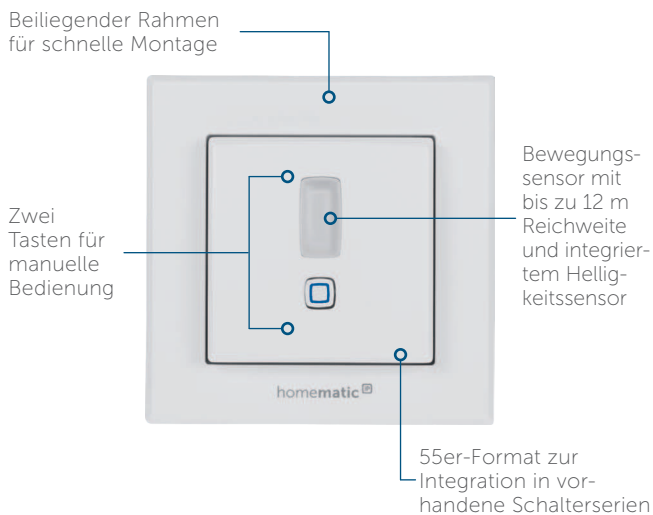 Beiliegender Rahmen
für schnelle Montage
Zwei
Tasten für
manuelle
Bedienung
Bewegungs-
sensor mit
bis zu 12 m
Reichweite
und integrier-
tem Hellig-
keitssensor
homematic IP
55er-Format zur
Integration in vor-
handene Schalterserien